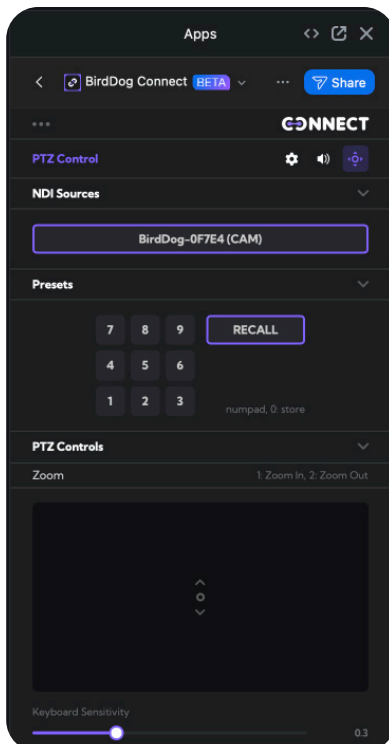 Apps
BirdDog Connect BETA Share
CONNECT
PTZ Control
NDI Sources
BirdDog-0F7E4 (CAM)
Presets
7 8 9 RECALL
4 5 6
1 2 3 numpad, 0: store
PTZ Controls
Zoom 1: Zoom In, 2: Zoom Out
Keyboard Sensitivity
0.3